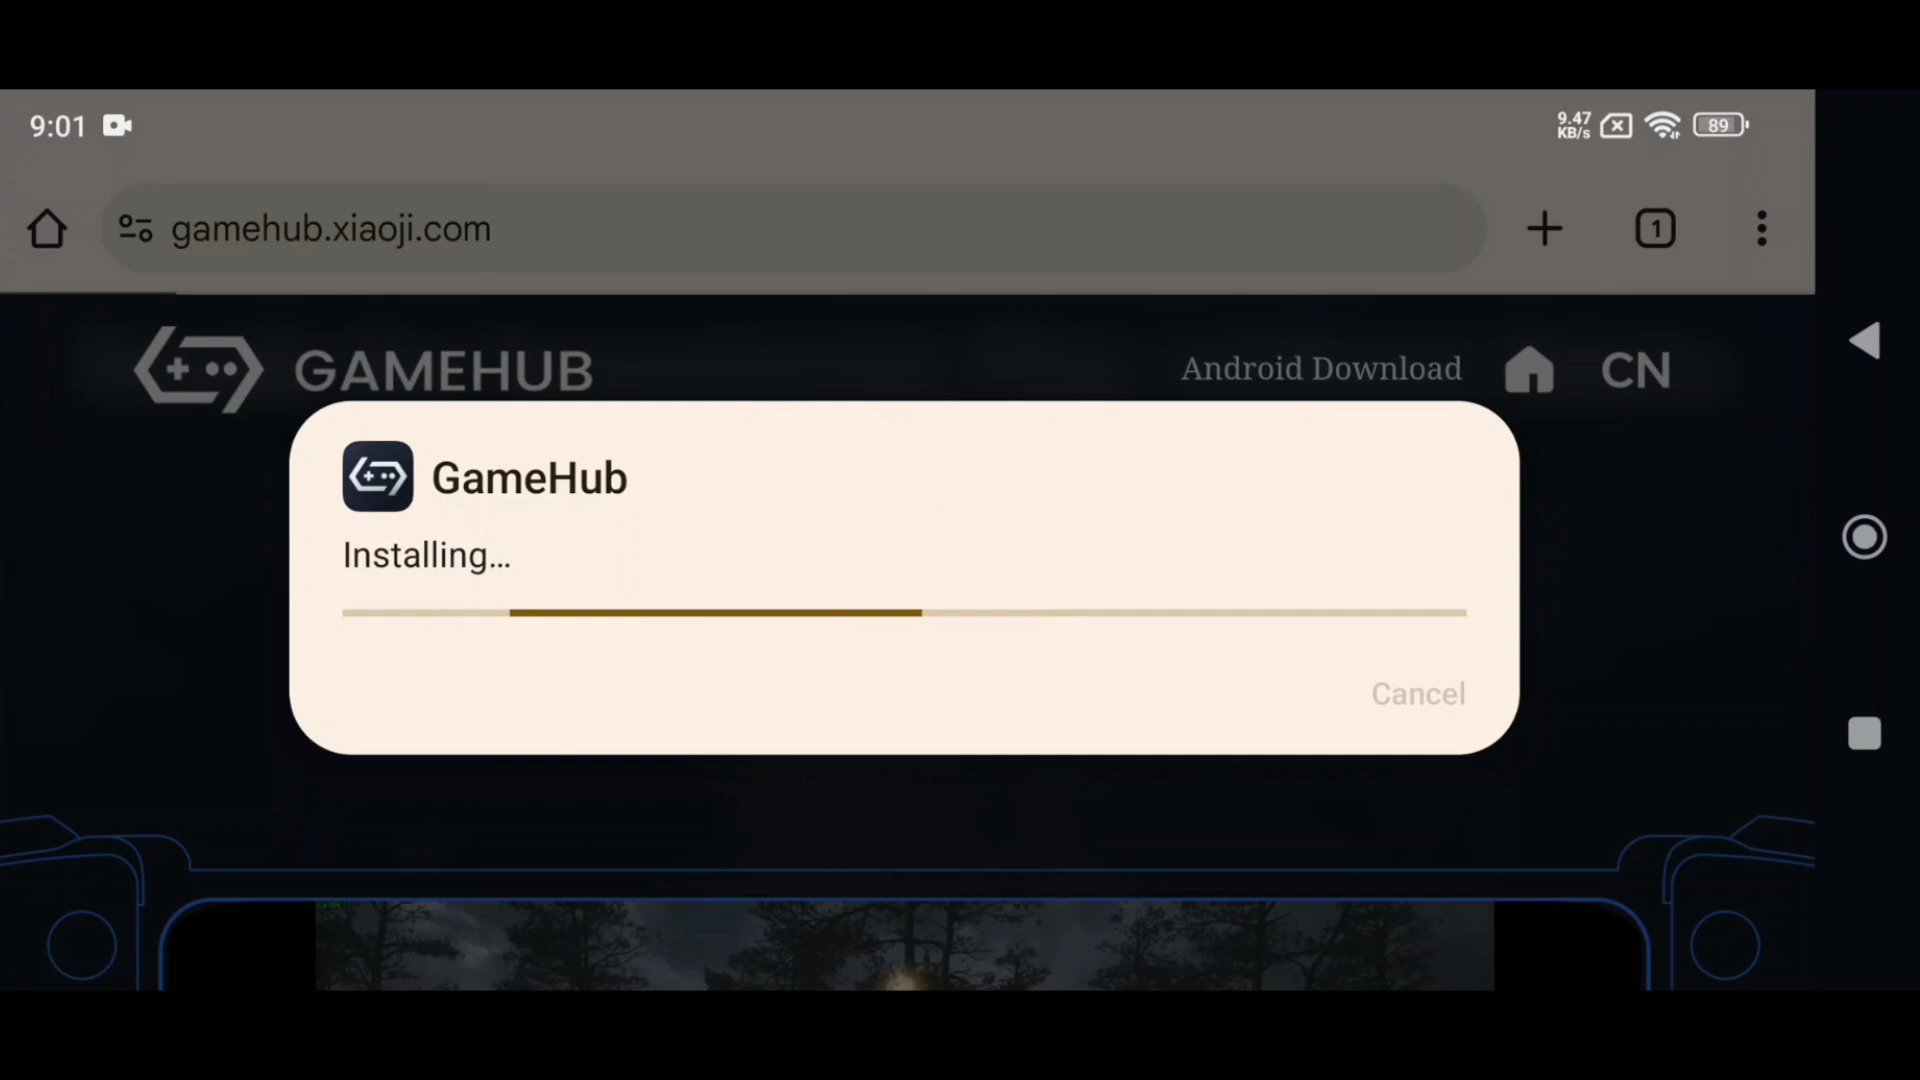 9:01
9.47
KB/s
89
gamehub.xiaoji.com
1
GAMEHUB
Android Download
CN
GameHub
Installing...
Cancel